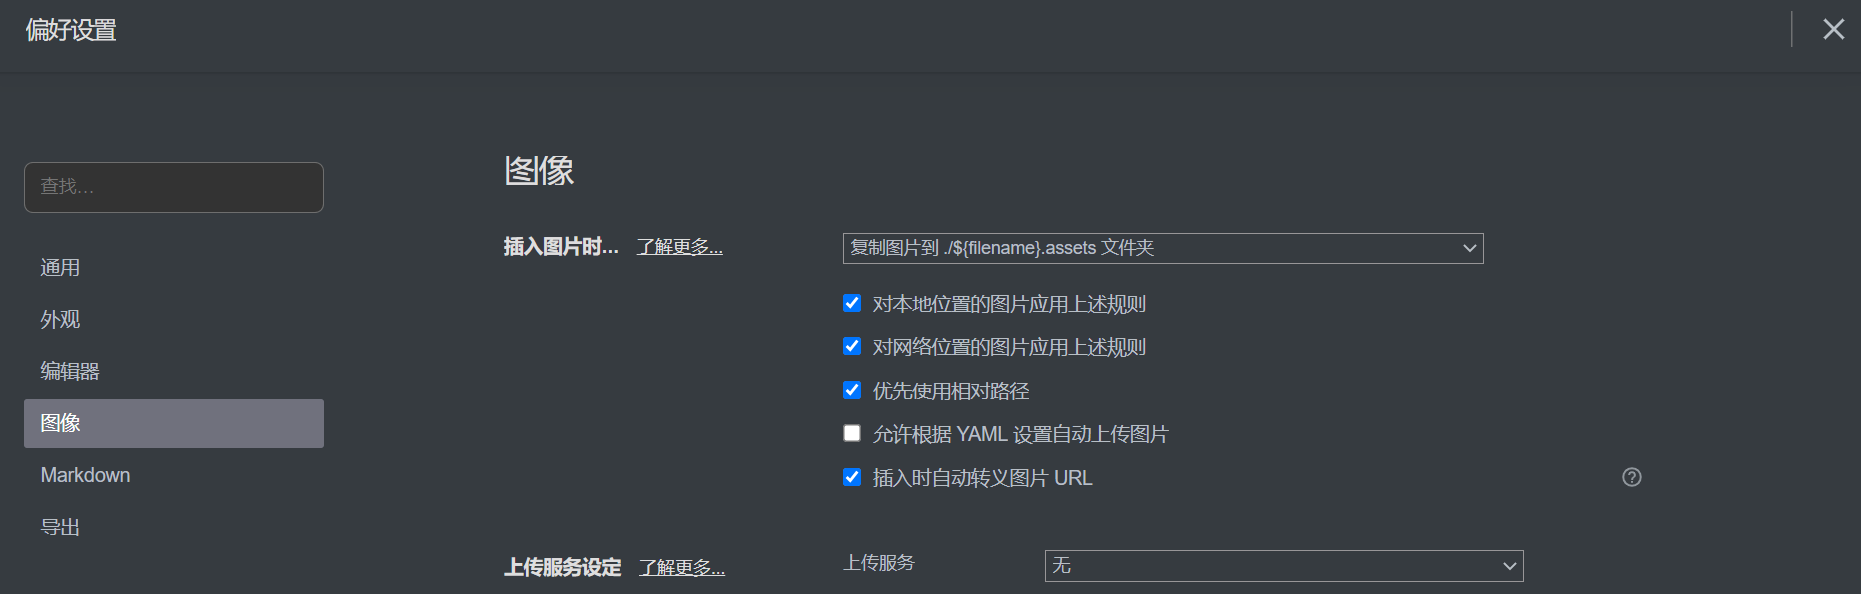 偏好设置
查找...
通用
外观
编辑器
图像
Markdown
导出
图像
插入图片时... 了解更多...
复制图片到 ./${filename}.assets 文件夹
对本地位置的图片应用上述规则
对网络位置的图片应用上述规则
优先使用相对路径
允许根据 YAML 设置自动上传图片
插入时自动转义图片 URL
上传服务设定 了解更多... 上传服务 无